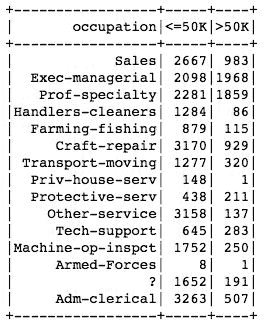 +-----------------+-----+----+
|       occupation|<=50K|>50K|
+-----------------+-----+----+
|            Sales| 2667| 983|
|  Exec-managerial| 2098|1968|
|   Prof-specialty| 2281|1859|
|Handlers-cleaners| 1284|  86|
|  Farming-fishing|  879| 115|
|     Craft-repair| 3170| 929|
| Transport-moving| 1277| 320|
|  Priv-house-serv|  148|   1|
|  Protective-serv|  438| 211|
|    Other-service| 3158| 137|
|     Tech-support|  645| 283|
|Machine-op-inspct| 1752| 250|
|     Armed-Forces|    8|   1|
|                ?| 1652| 191|
|     Adm-clerical| 3263| 507|
+-----------------+-----+----+